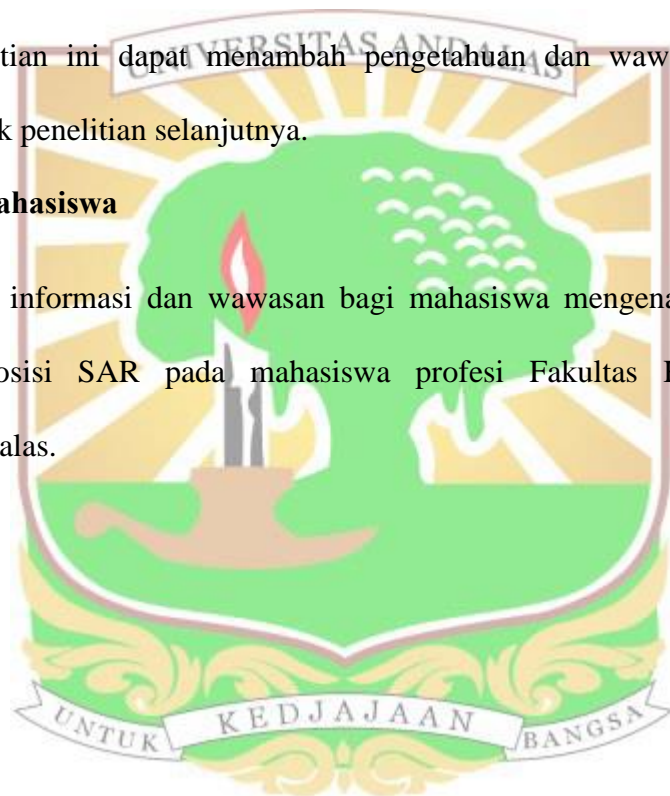 UNIVERSITAS ANDALAS
tian ini dapat menambah pengetahuan dan waw
k penelitian selanjutnya.
ahasiswa
informasi dan wawasan bagi mahasiswa mengena
osisi SAR pada mahasiswa profesi Fakultas
alas.
UNTUK KEDJAJAAN BANGSA